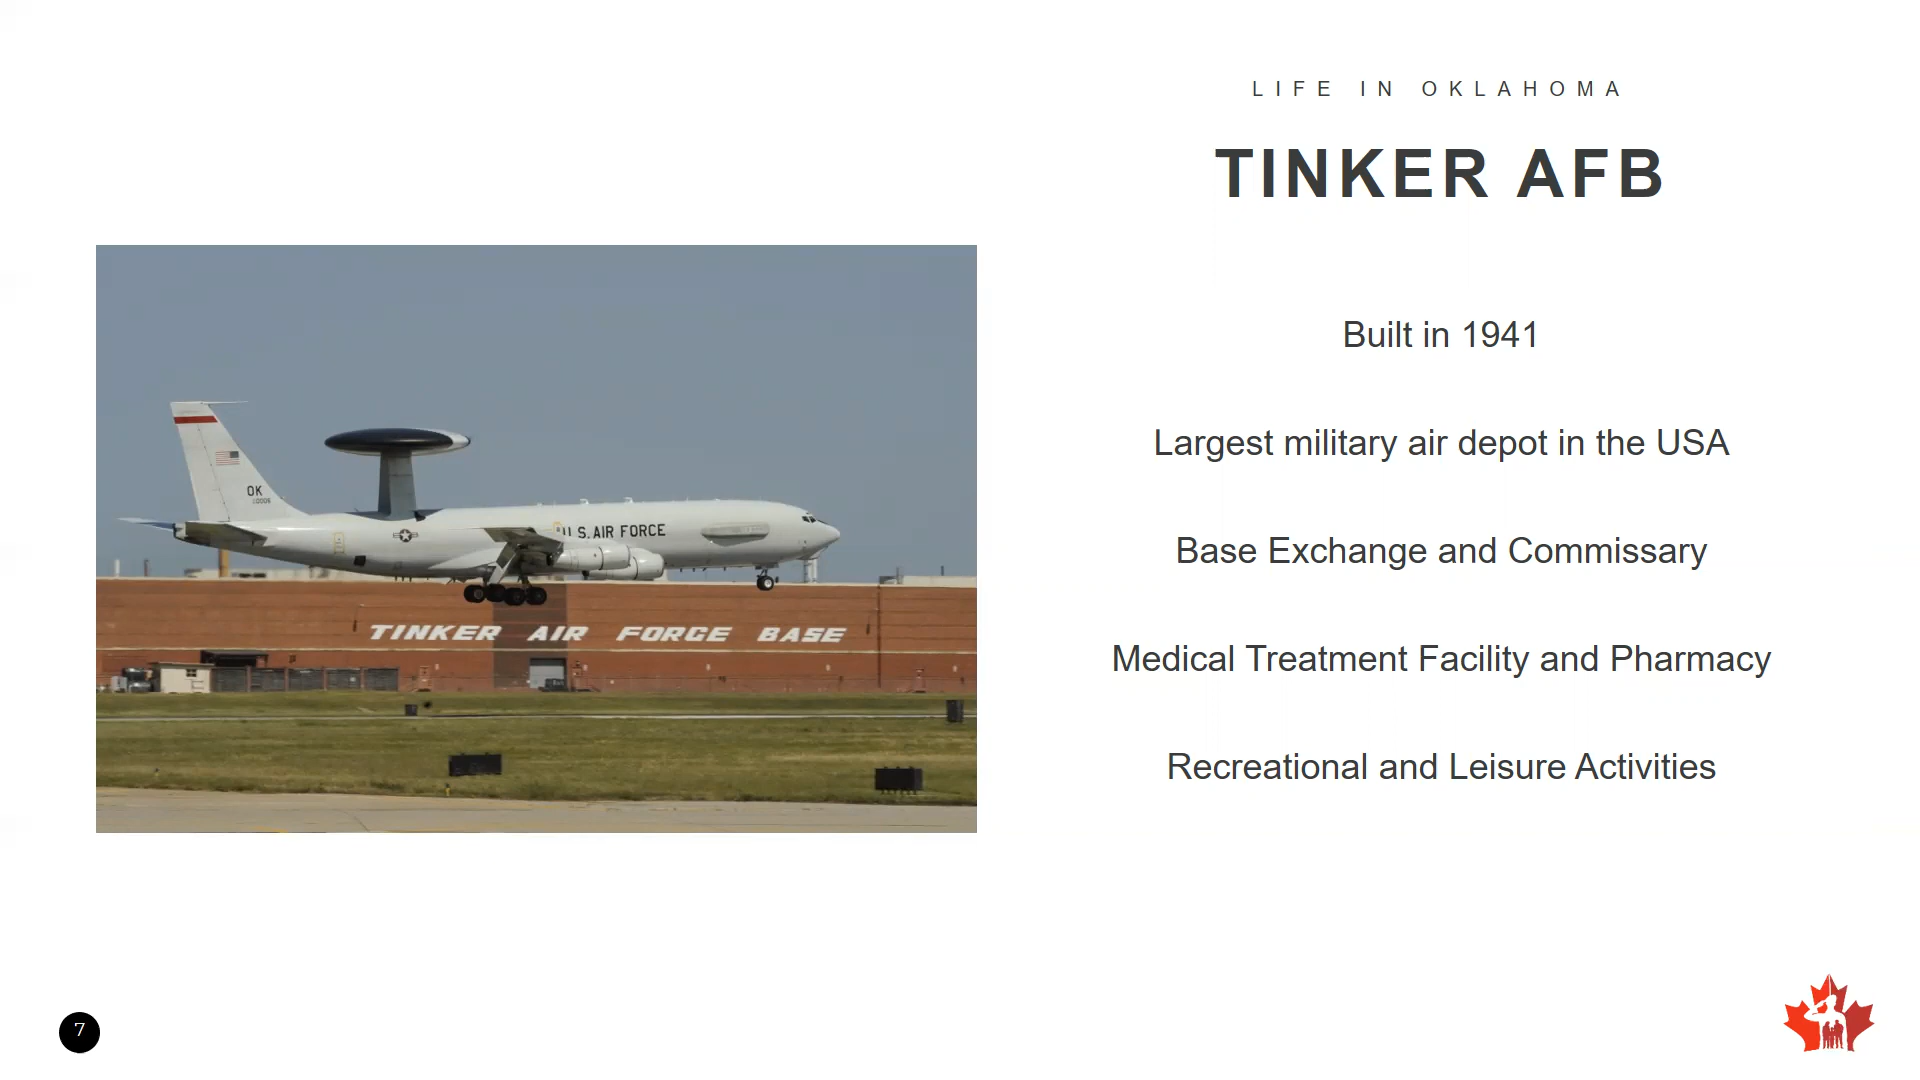 LIFE IN OKLAHOMA
TINKER AFB
Built in 1941
Largest military air depot in the USA
Base Exchange and Commissary
Medical Treatment Facility and Pharmacy
Recreational and Leisure Activities
OK
U.S. AIR FORCE
TINKER AIR FORCE BASE
7